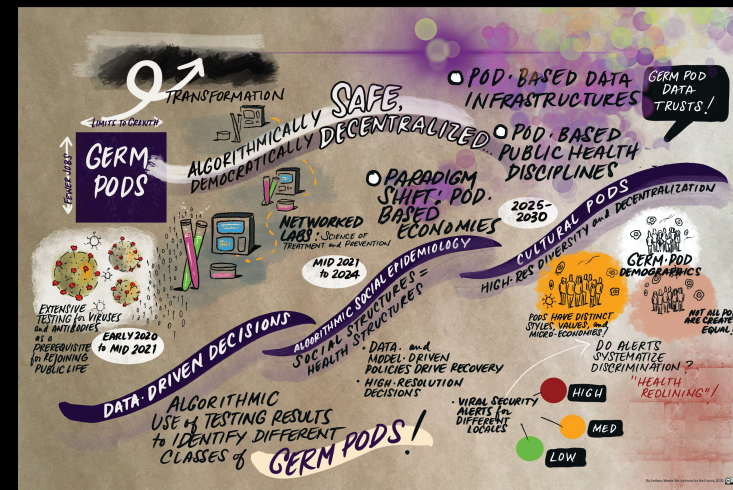 TRANSFORMATION
LIMITS TO GROWTH
FEWER JOBS
GERM
PODS
ALGORITHMICALLY
DEMOCRATICALLY
SAFE,
DECENTRALIZED...
POD-BASED DATA
INFRASTRUCTURES
GERM POD
DATA
TRUSTS!
POD-BASED
PUBLIC HEALTH
DISCIPLINES
PARADIGM
SHIFT: POD-
BASED
ECONOMIES
NETWORKED
LABS: SCIENCE OF
TREATMENT AND PREVENTION
EXTENSIVE
TESTING for VIRUSES
and ANTIBODIES
as a
PREREQUISITE
for REJOINING
PUBLIC LIFE
EARLY 2020
to MID 2021
DATA-DRIVEN DECISIONS
ALGORITHMIC
USE of TESTING RESULTS
to IDENTIFY DIFFERENT
CLASSES of
GERM PODS!
MID 2021
to 2024
ALGORITHMIC SOCIAL EPIDEMIOLOGY
SOCIAL STRUCTURES =
HEALTH STRUCTURES
• DATA- and
MODEL-DRIVEN
POLICIES DRIVE RECOVERY
• HIGH-RESOLUTION
DECISIONS
2025-
2030
CULTURAL PODS
HIGH-RES DIVERSITY and DECENTRALIZATION
GERM-POD
DEMOGRAPHICS
PODS HAVE DISTINCT
STYLES, VALUES, and
MICRO-ECONOMIES!
NOT ALL PO
ARE CREATE
EQUAL!
DO ALERTS
SYSTEMATIZE
DISCRIMINATION?
"HEALTH
REDLINING"!
• VIRAL SECURITY
ALERTS for
DIFFERENT
LOCALES
HIGH
MED
LOW